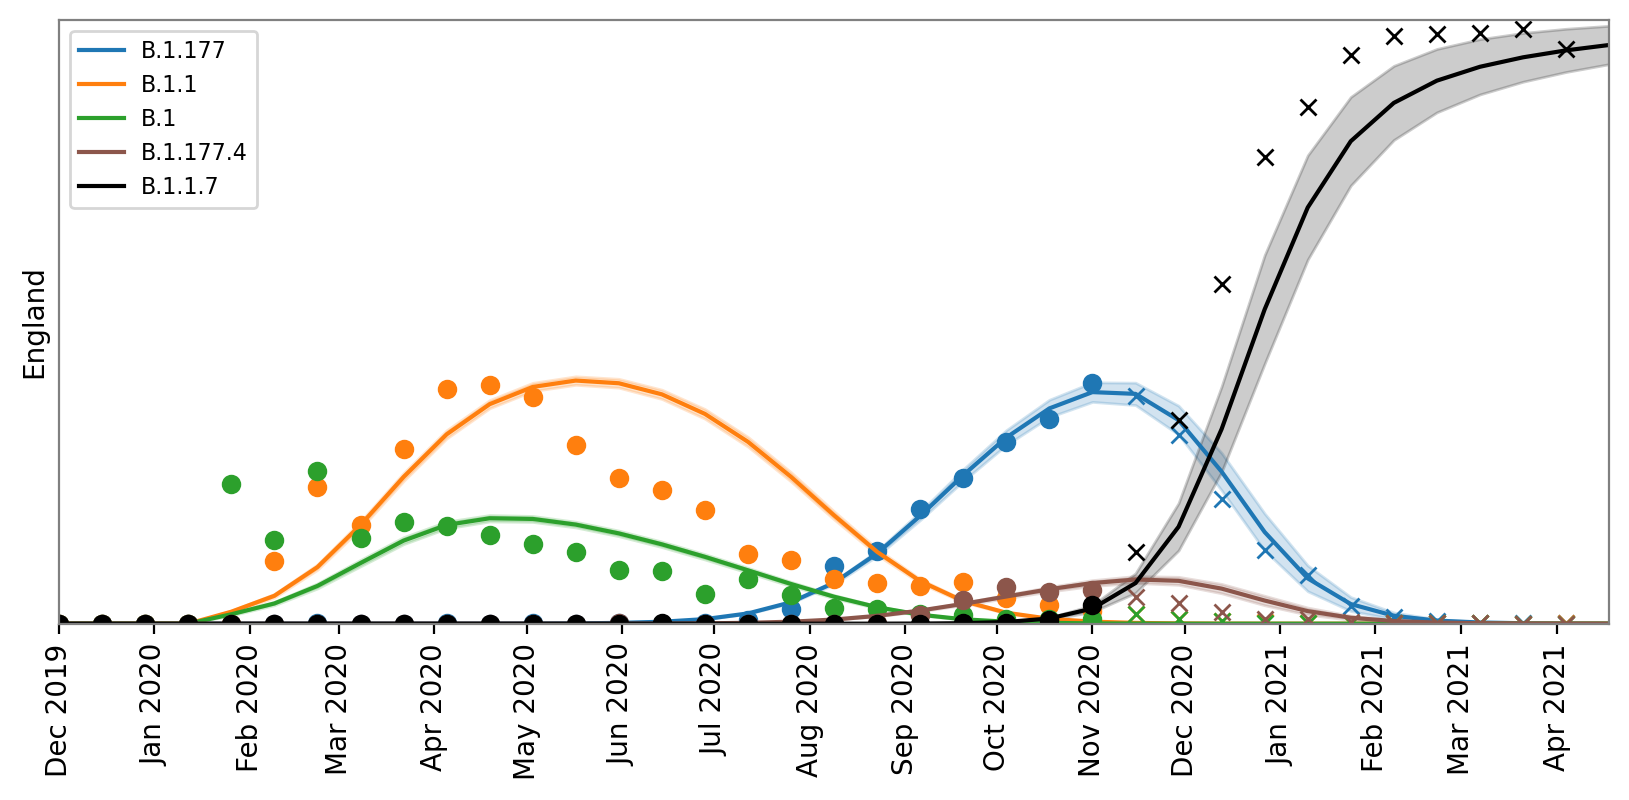 B.1.177
B.1.1
B.1
B.1.177.4
B.1.1.7
England
Dec 2019
Jan 2020
Feb 2020
Mar 2020
Apr 2020
May 2020
Jun 2020
Jul 2020
Aug 2020
Sep 2020
Oct 2020
Nov 2020
Dec 2020
Jan 2021
Feb 2021
Mar 2021
Apr 2021